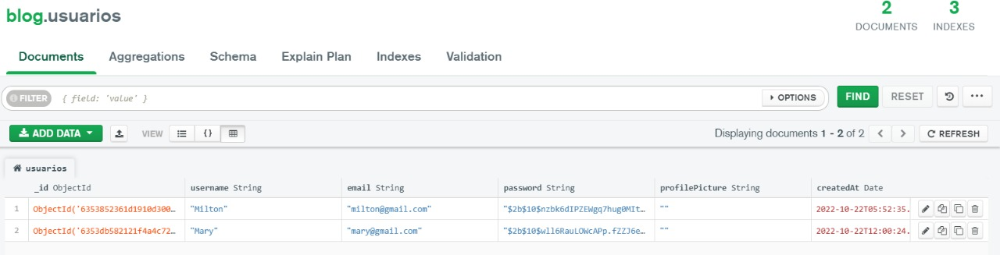 blog.usuarios
2 3
DOCUMENTS INDEXES
Documents Aggregations Schema Explain Plan Indexes Validation
FILTER { field: 'value' } OPTIONS FIND RESET
ADD DATA VIEW {} Displaying documents 1 - 2 of 2 REFRESH
usuarios
_id ObjectId username String email String password String profilePicture String createdAt Date
1 ObjectId('6353852361d1910d300… "Milton" "milton@gmail.com" "$2b$10$nzbk6dIPZEWgq7hug0MIt… "" 2022-10-22T05:52:35.
2 ObjectId('6353db582121f4a4c72… "Mary" "mary@gmail.com" "$2b$10$wll6RauLOWcAPp.fZZJ6e… "" 2022-10-22T12:00:24.